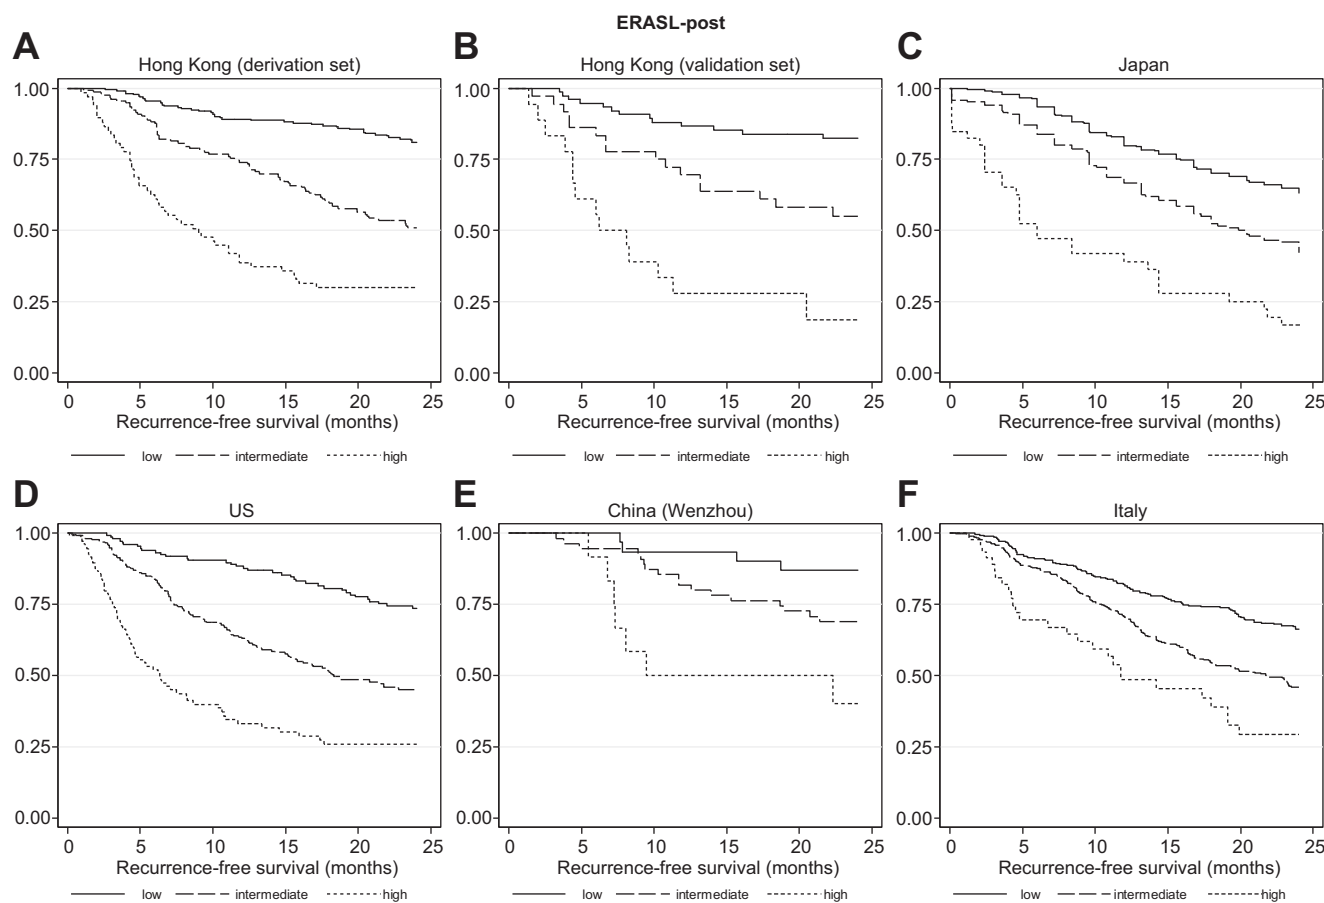 ERASL-post
A
Hong Kong (derivation set)
1.00
0.75
0.50
0.25
0.00
0 5 10 15 20 25
Recurrence-free survival (months)
low intermediate high
B
Hong Kong (validation set)
1.00
0.75
0.50
0.25
0.00
0 5 10 15 20 25
Recurrence-free survival (months)
low intermediate high
C
Japan
1.00
0.75
0.50
0.25
0.00
0 5 10 15 20 25
Recurrence-free survival (months)
low intermediate high
D
US
1.00
0.75
0.50
0.25
0.00
0 5 10 15 20 25
Recurrence-free survival (months)
low intermediate high
E
China (Wenzhou)
1.00
0.75
0.50
0.25
0.00
0 5 10 15 20 25
Recurrence-free survival (months)
low intermediate high
F
Italy
1.00
0.75
0.50
0.25
0.00
0 5 10 15 20 25
Recurrence-free survival (months)
low intermediate high